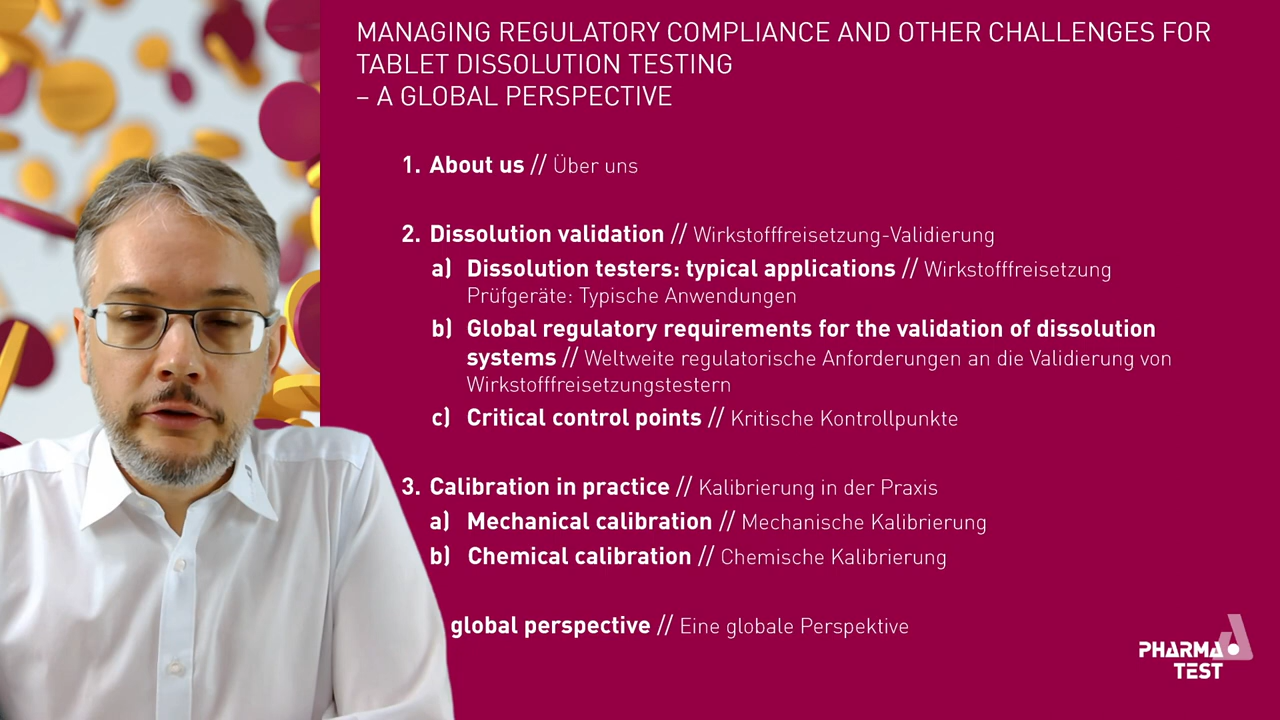 MANAGING REGULATORY COMPLIANCE AND OTHER CHALLENGES FOR
TABLET DISSOLUTION TESTING
– A GLOBAL PERSPECTIVE
1. About us // Über uns
2. Dissolution validation // Wirkstofffreisetzung-Validierung
a) Dissolution testers: typical applications // Wirkstofffreisetzung
Prüfgeräte: Typische Anwendungen
b) Global regulatory requirements for the validation of dissolution
systems // Weltweite regulatorische Anforderungen an die Validierung von
Wirkstofffreisetzungstestern
c) Critical control points // Kritische Kontrollpunkte
3. Calibration in practice // Kalibrierung in der Praxis
a) Mechanical calibration // Mechanische Kalibrierung
b) Chemical calibration // Chemische Kalibrierung
global perspective // Eine globale Perspektive
PHARMA
TEST